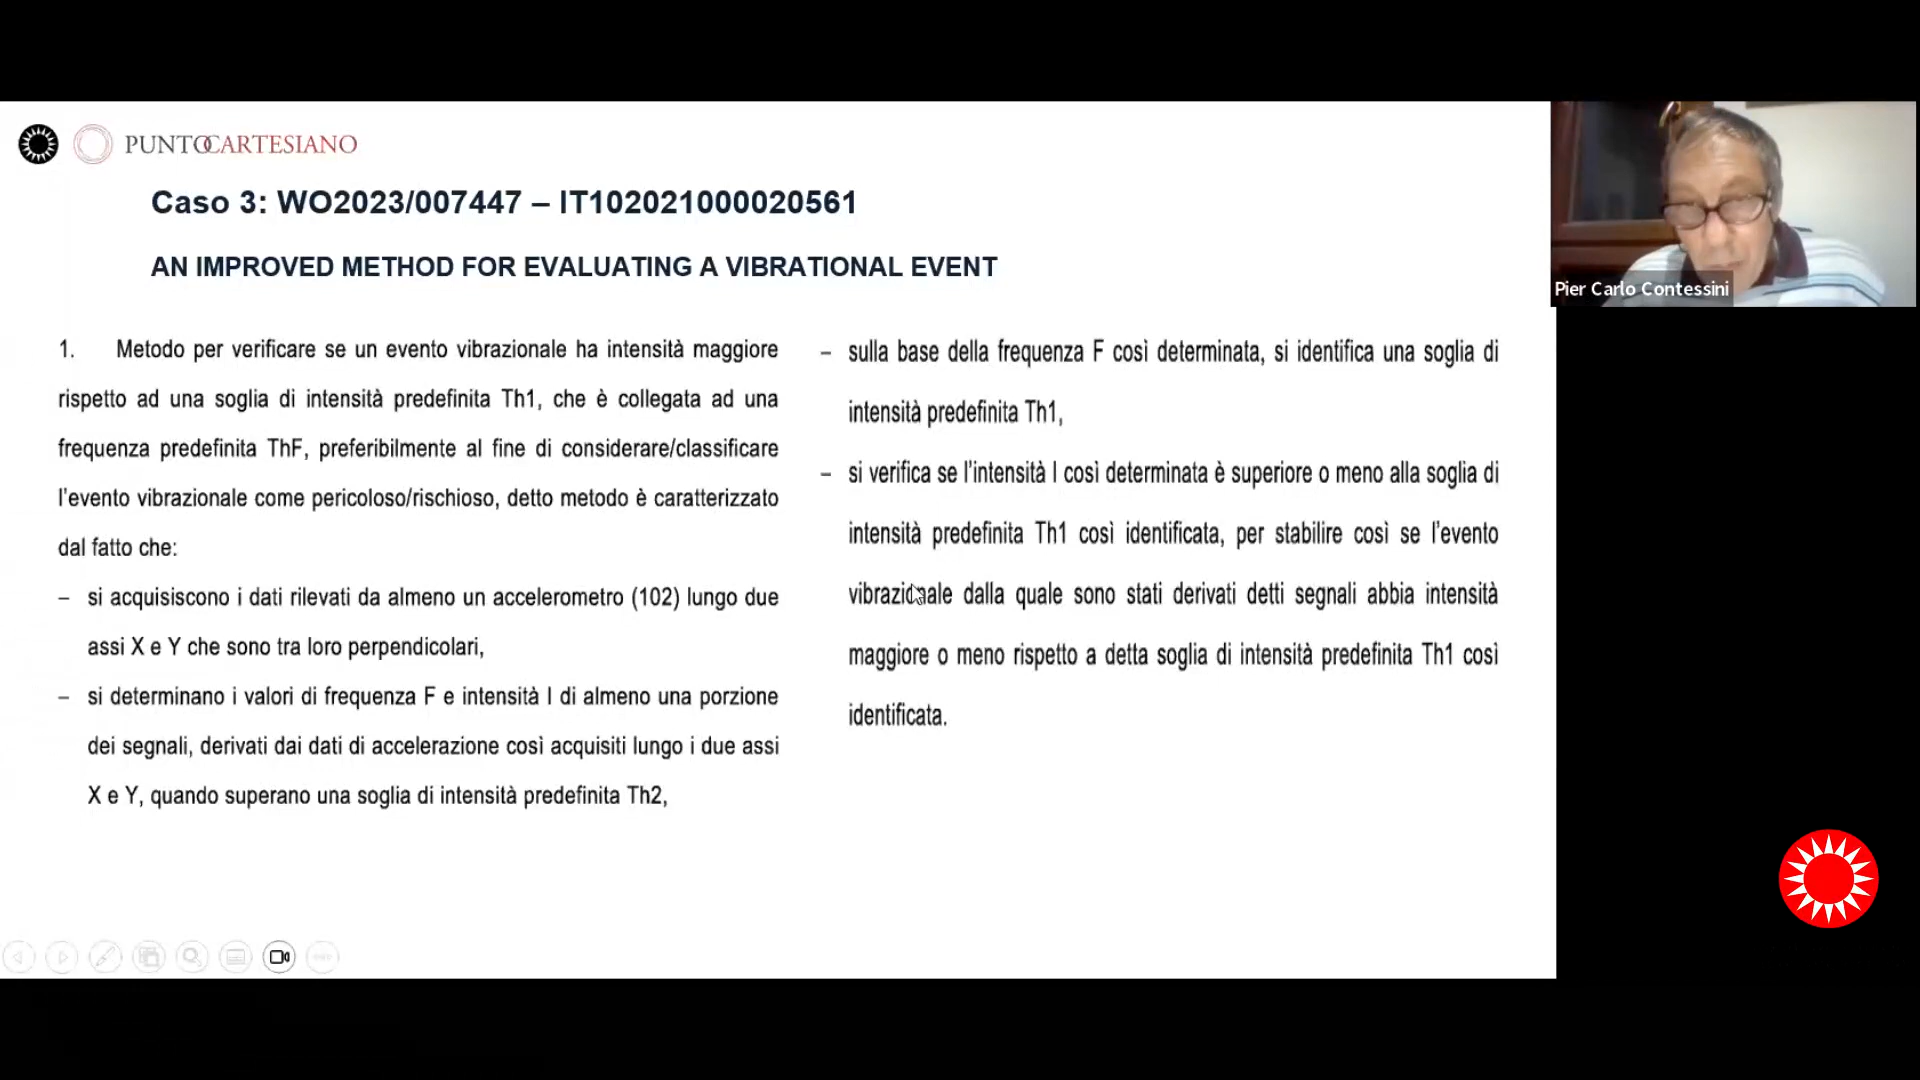 PUNTOCARTESIANO
Caso 3: WO2023/007447 – IT102021000020561
AN IMPROVED METHOD FOR EVALUATING A VIBRATIONAL EVENT
1. Metodo per verificare se un evento vibrazionale ha intensità maggiore
rispetto ad una soglia di intensità predefinita Th1, che è collegata ad una
frequenza predefinita ThF, preferibilmente al fine di considerare/classificare
l'evento vibrazionale come pericoloso/rischioso, detto metodo è caratterizzato
dal fatto che:
– si acquisiscono i dati rilevati da almeno un accelerometro (102) lungo due
assi X e Y che sono tra loro perpendicolari,
– si determinano i valori di frequenza F e intensità I di almeno una porzione
dei segnali, derivati dai dati di accelerazione così acquisiti lungo i due assi
X e Y, quando superano una soglia di intensità predefinita Th2,
– sulla base della frequenza F così determinata, si identifica una soglia di
intensità predefinita Th1,
– si verifica se l'intensità I così determinata è superiore o meno alla soglia di
intensità predefinita Th1 così identificata, per stabilire così se l'evento
vibrazionale dalla quale sono stati derivati detti segnali abbia intensità
maggiore o meno rispetto a detta soglia di intensità predefinita Th1 così
identificata.
Pier Carlo Contessini